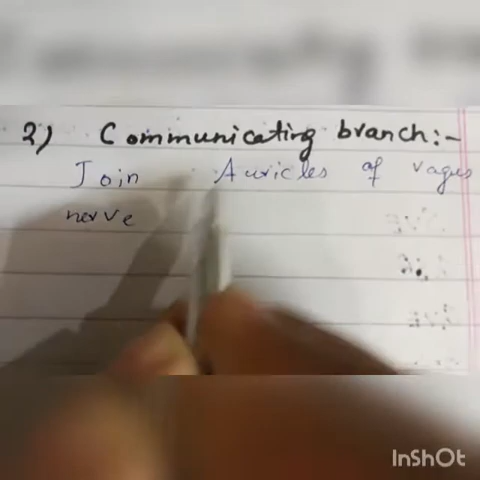 2) Communicating branch:-
Join Auricles of vagus
nerve
InShOt